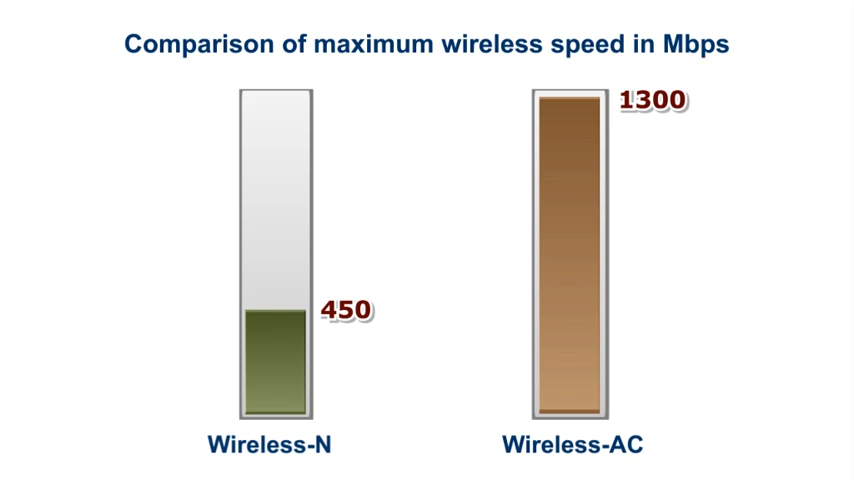 Comparison of maximum wireless speed in Mbps
1300
450
Wireless-N
Wireless-AC